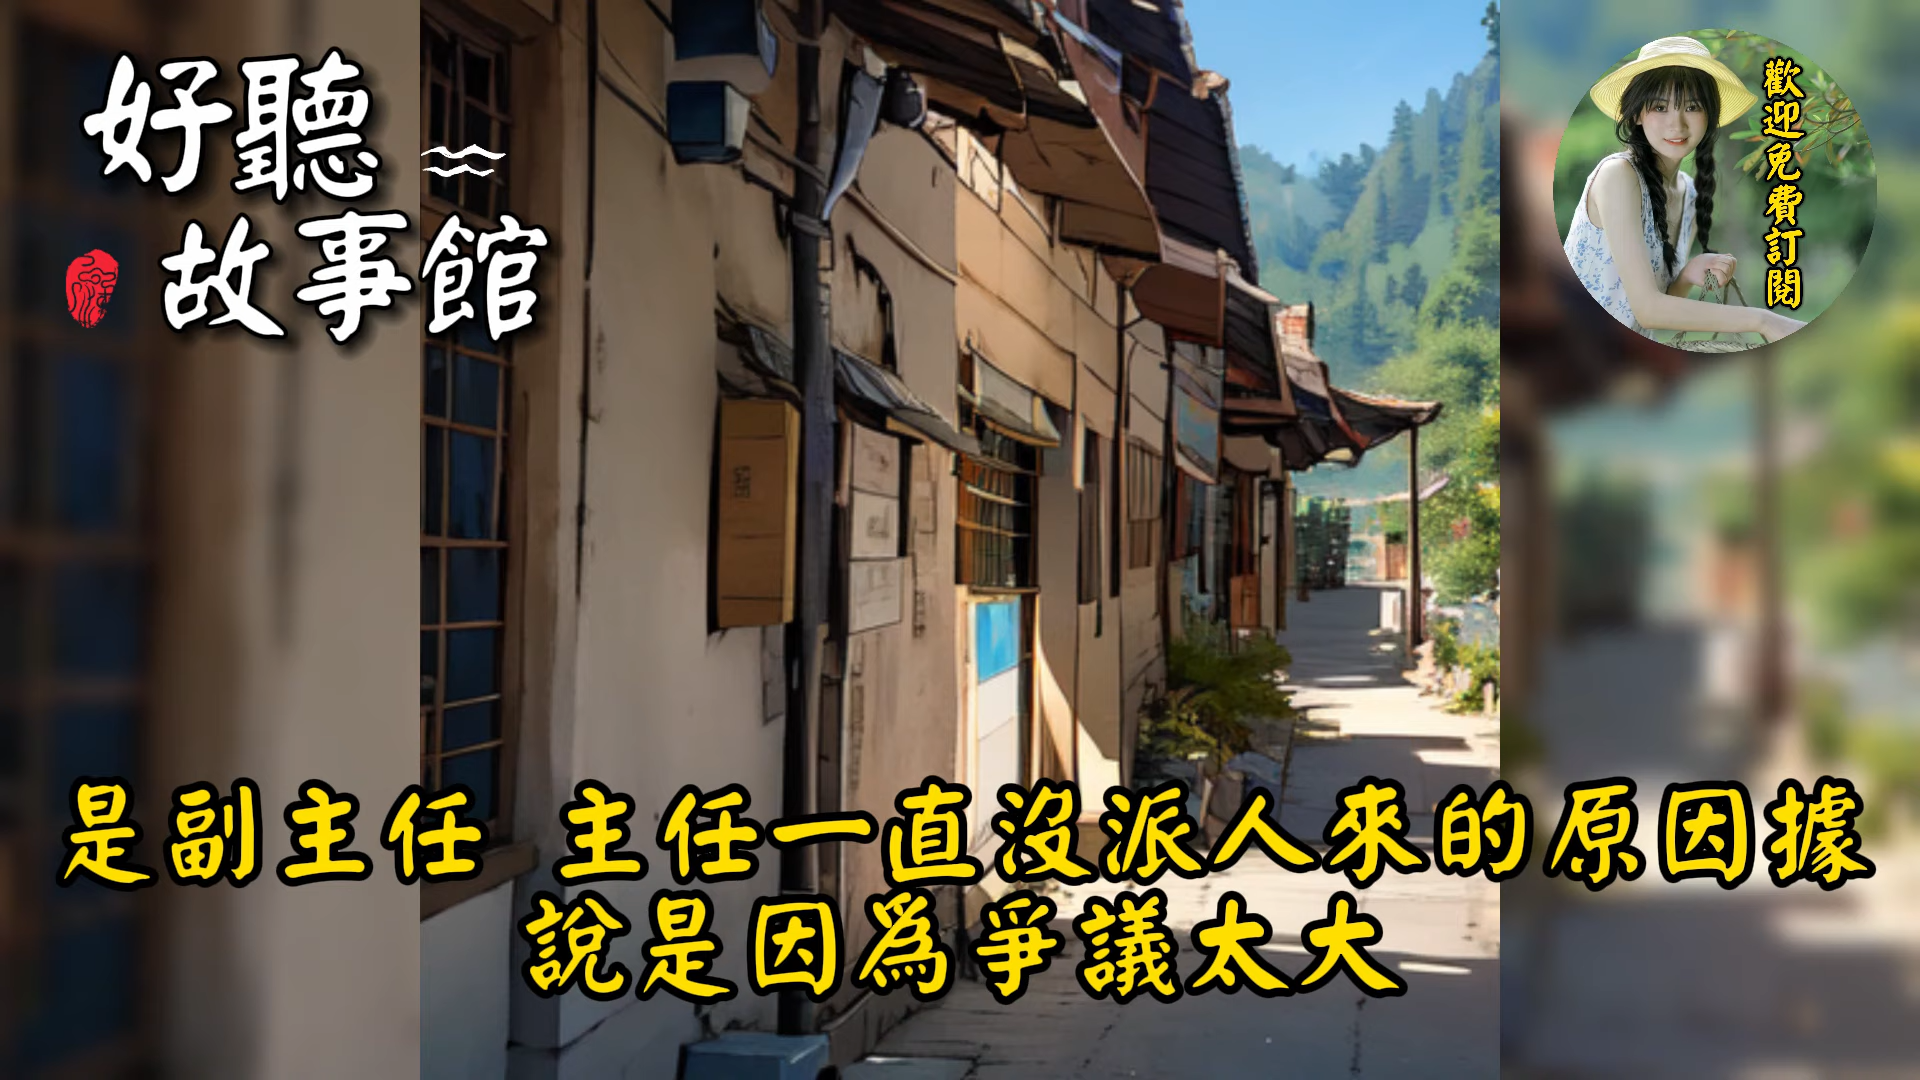 好聽
故事館
歡迎免費訂閱
是副主任 主任一直沒派人來的原因據
說是因為爭議太大